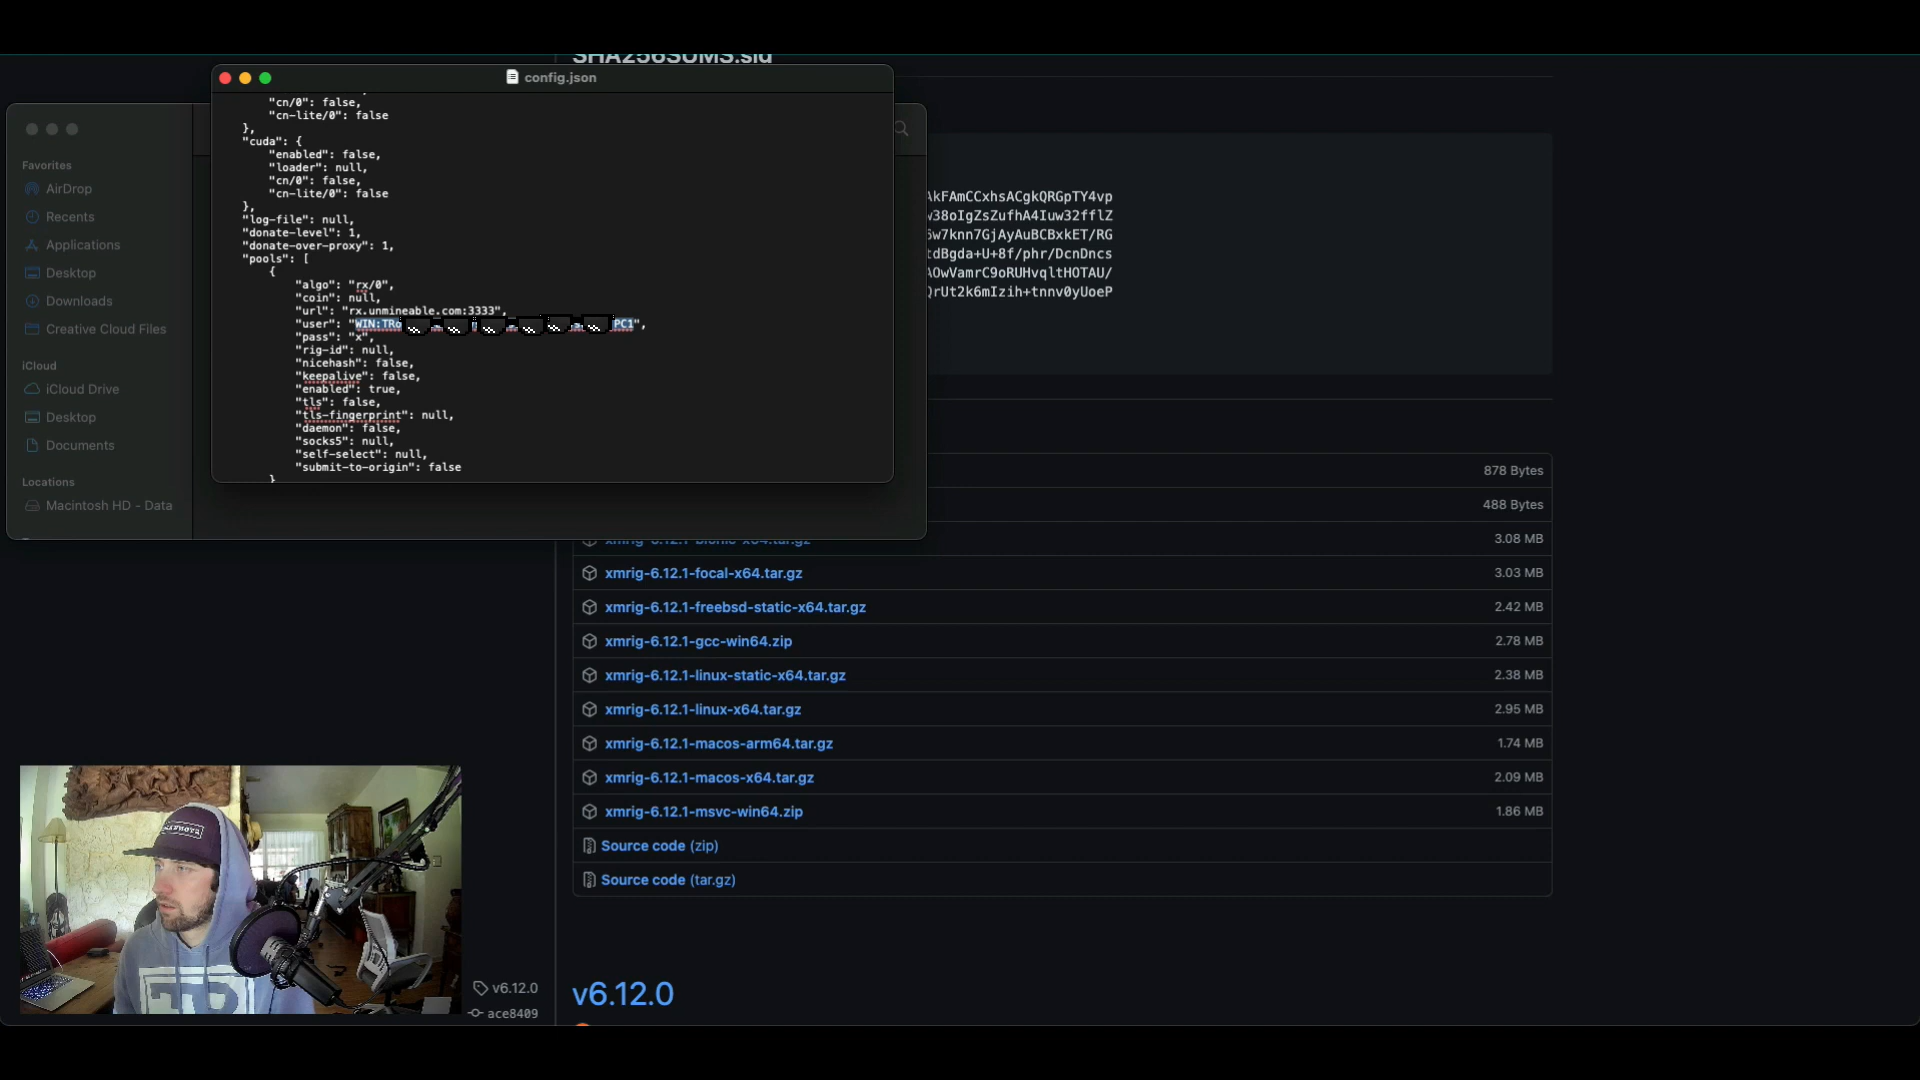 SHA256SUMS.sig
config.json
"cn/0": false,
"cn-lite/0": false
},
"cuda": {
"enabled": false,
"loader": null,
"cn/0": false,
"cn-lite/0": false
},
"log-file": null,
"donate-level": 1,
"donate-over-proxy": 1,
"pools": [
{
"algo": "rx/0",
"coin": null,
"url": "rx.unmineable.com:3333",
"user": "WIN:TRo s. PC1",
"pass": "x",
"rig-id": null,
"nicehash": false,
"keepalive": false,
"enabled": true,
"tls": false,
"tls-fingerprint": null,
"daemon": false,
"socks5": null,
"self-select": null,
"submit-to-origin": false
}
Favorites
AirDrop
Recents
Applications
Desktop
Downloads
Creative Cloud Files
iCloud
iCloud Drive
Desktop
Documents
Locations
Macintosh HD - Data
AkFAmCCxhsACgkQRGpTY4vp
w38oIgZsZufhA4Iuw32fflZ
6w7knn7GjAyAuBCBxkET/RG
tdBgda+U+8f/phr/DcnDncs
AOwVamrC9oRUHvqltHOTAU/
QrUt2k6mIzih+tnnv0yUoeP
878 Bytes
488 Bytes
xmrig-6.12.1-bionic-x64.tar.gz 3.08 MB
xmrig-6.12.1-focal-x64.tar.gz 3.03 MB
xmrig-6.12.1-freebsd-static-x64.tar.gz 2.42 MB
xmrig-6.12.1-gcc-win64.zip 2.78 MB
xmrig-6.12.1-linux-static-x64.tar.gz 2.38 MB
xmrig-6.12.1-linux-x64.tar.gz 2.95 MB
xmrig-6.12.1-macos-arm64.tar.gz 1.74 MB
xmrig-6.12.1-macos-x64.tar.gz 2.09 MB
xmrig-6.12.1-msvc-win64.zip 1.86 MB
Source code (zip)
Source code (tar.gz)
v6.12.0
ace8409
v6.12.0